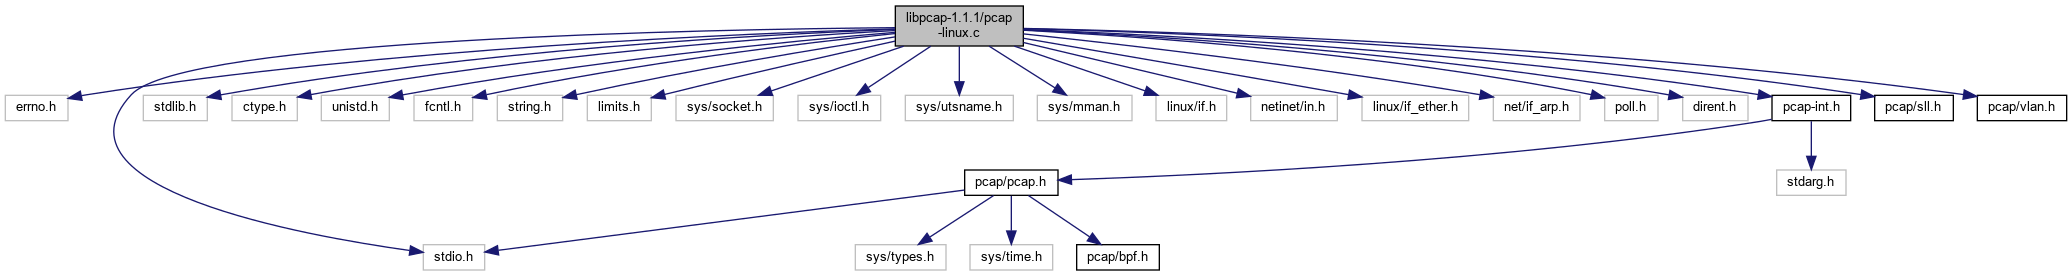 libpcap-1.1.1/pcap
-linux.c
errno.h
stdlib.h
ctype.h
unistd.h
fcntl.h
string.h
limits.h
sys/socket.h
sys/ioctl.h
sys/utsname.h
sys/mman.h
linux/if.h
netinet/in.h
linux/if_ether.h
net/if_arp.h
poll.h
dirent.h
pcap-int.h
pcap/sll.h
pcap/vlan.h
pcap/pcap.h
stdarg.h
stdio.h
sys/types.h
sys/time.h
pcap/bpf.h